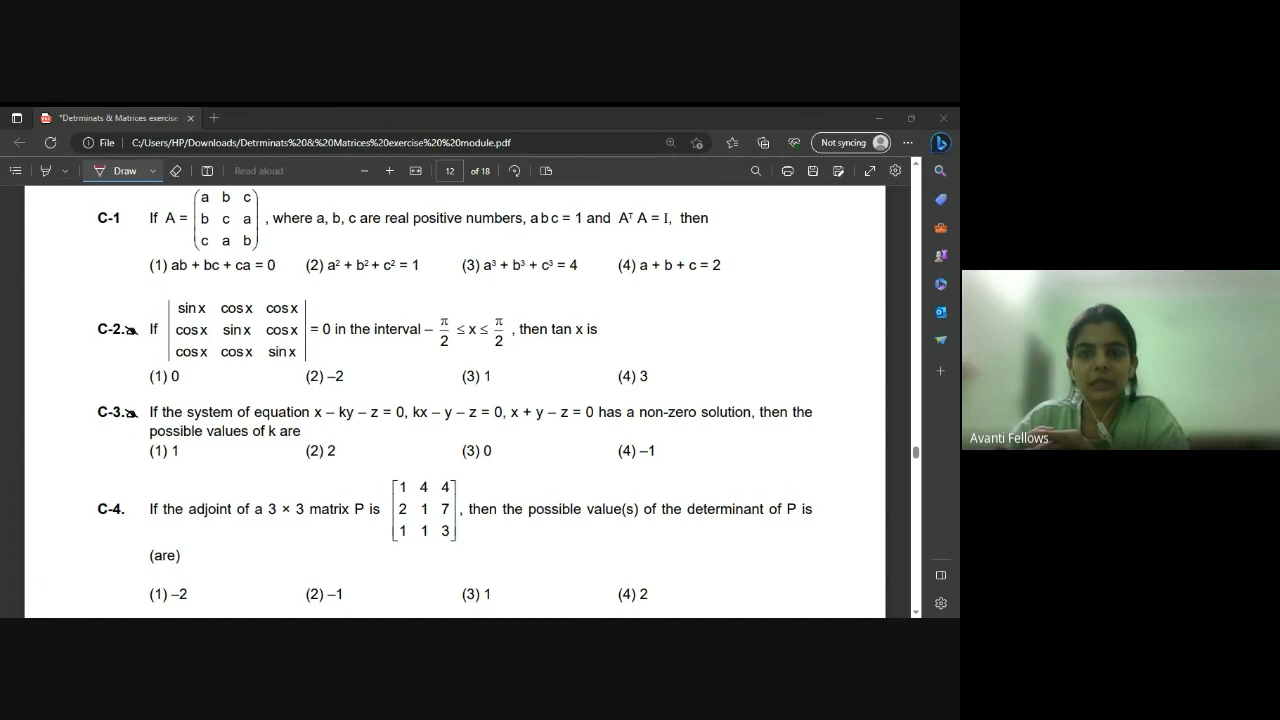 *Detrminats & Matrices exercise
File C:/Users/HP/Downloads/Detrminats%20&%20Matrices%20exercise%20%20module.pdf Not syncing
Draw Read aloud 12 of 18
C-1 If A = (a b c
b c a
c a b), where a, b, c are real positive numbers, a b c = 1 and Aᵀ A = I, then
(1) ab + bc + ca = 0 (2) a² + b² + c² = 1 (3) a³ + b³ + c³ = 4 (4) a + b + c = 2
C-2. If |sin x cos x cos x
cos x sin x cos x
cos x cos x sin x| = 0 in the interval – π/2 ≤ x ≤ π/2, then tan x is
(1) 0 (2) –2 (3) 1 (4) 3
C-3. If the system of equation x – ky – z = 0, kx – y – z = 0, x + y – z = 0 has a non-zero solution, then the
possible values of k are
(1) 1 (2) 2 (3) 0 (4) –1
C-4. If the adjoint of a 3 × 3 matrix P is [1 4 4
2 1 7
1 1 3], then the possible value(s) of the determinant of P is
(are)
(1) –2 (2) –1 (3) 1 (4) 2
Avanti Fellows